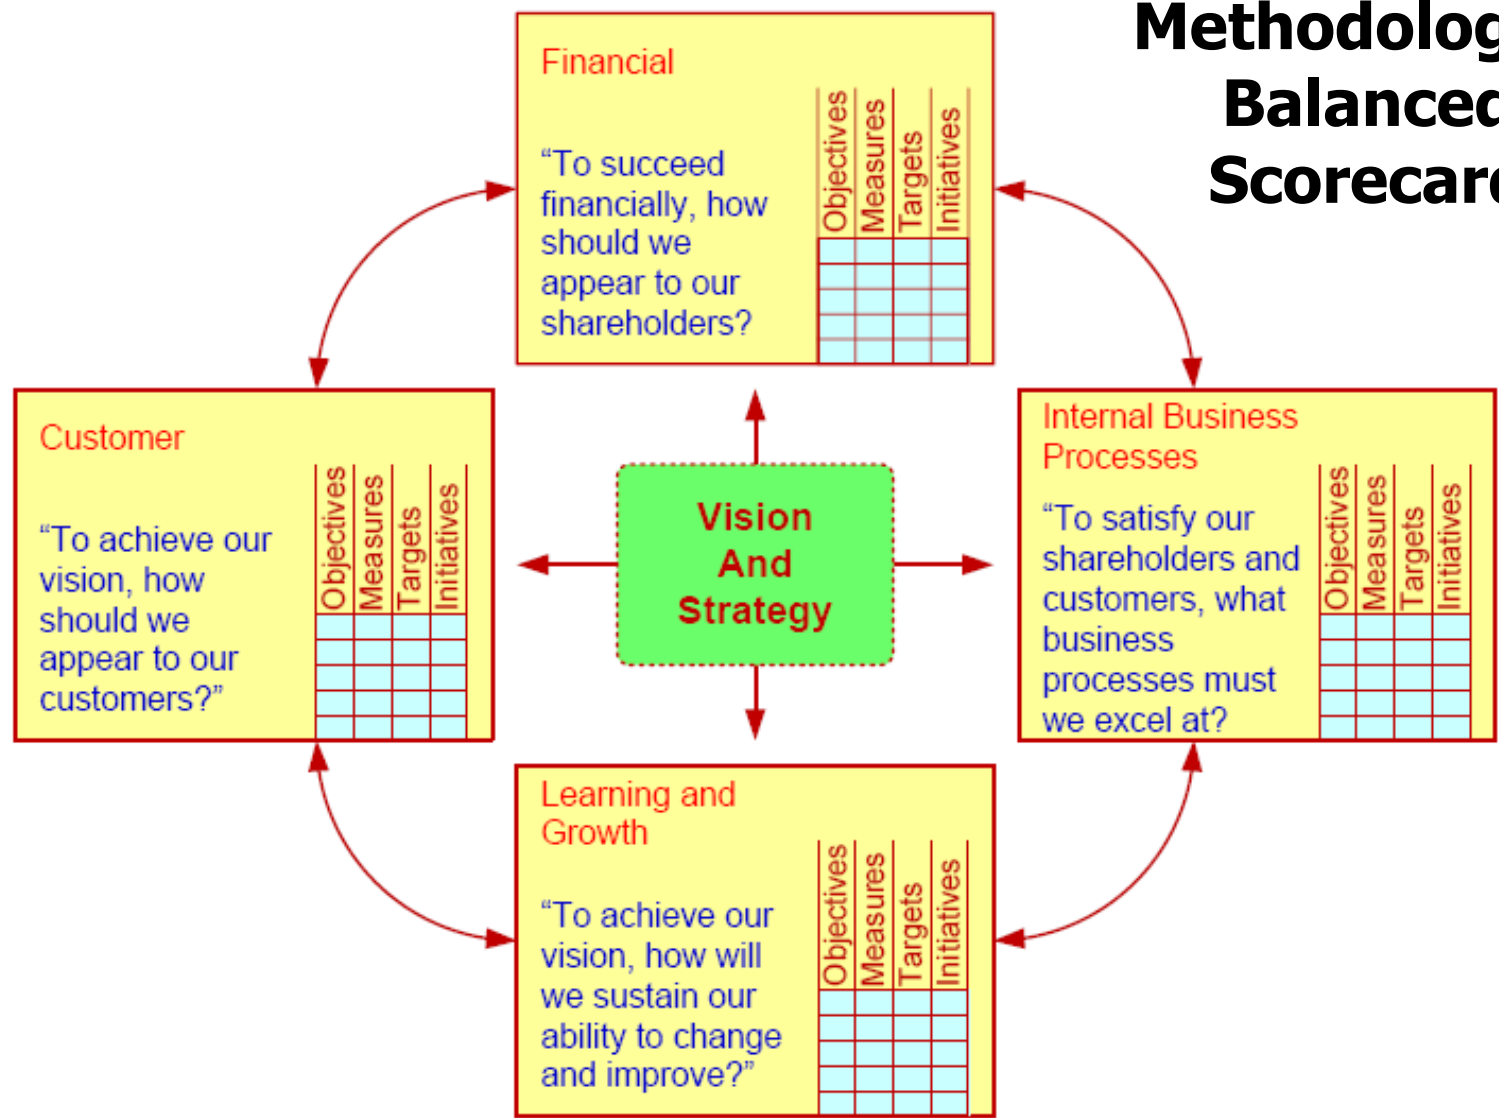 Methodolog
Balanced
Scorecard
Financial
“To succeed
financially, how
should we
appear to our
shareholders?
Objectives
Measures
Targets
Initiatives
Customer
“To achieve our
vision, how
should we
appear to our
customers?”
Objectives
Measures
Targets
Initiatives
Vision
And
Strategy
Internal Business
Processes
“To satisfy our
shareholders and
customers, what
business
processes must
we excel at?
Objectives
Measures
Targets
Initiatives
Learning and
Growth
“To achieve our
vision, how will
we sustain our
ability to change
and improve?”
Objectives
Measures
Targets
Initiatives